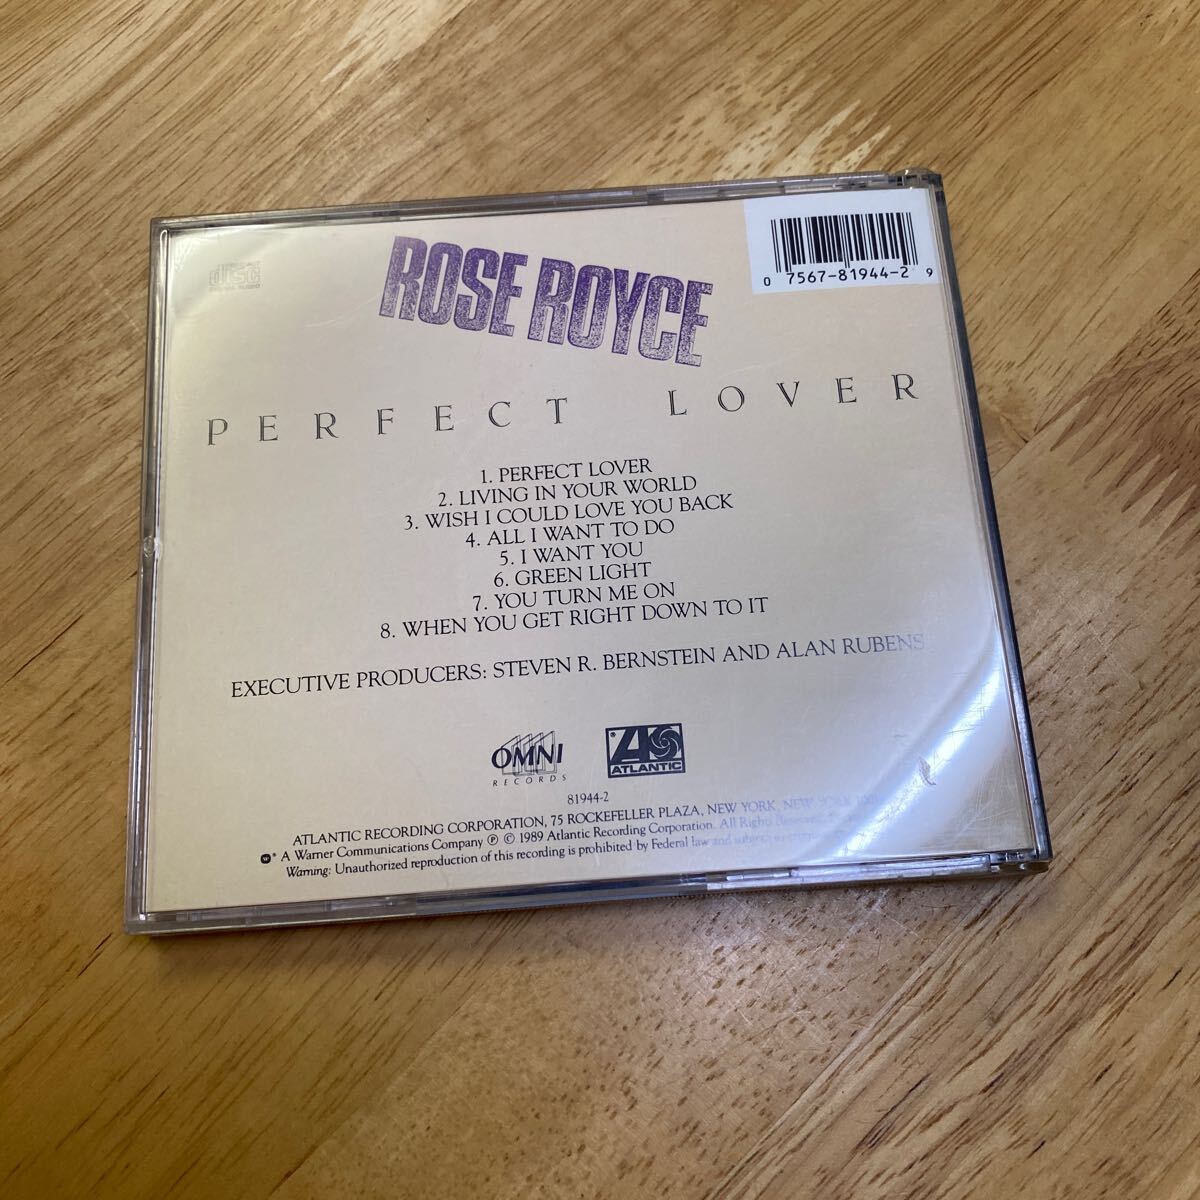 disc
ROSE ROYCE
0 7567-81944-2 9
PERFECT LOVER
1. PERFECT LOVER
2. LIVING IN YOUR WORLD
3. WISH I COULD LOVE YOU BACK
4. ALL I WANT TO DO
5. I WANT YOU
6. GREEN LIGHT
7. YOU TURN ME ON
8. WHEN YOU GET RIGHT DOWN TO IT
EXECUTIVE PRODUCERS: STEVEN R. BERNSTEIN AND ALAN RUBENS
OMNI
RECORDS
ATLANTIC
81944-2
ATLANTIC RECORDING CORPORATION, 75 ROCKEFELLER PLAZA, NEW YORK, NEW YORK
* A Warner Communications Company ℗ © 1989 Atlantic Recording Corporation. All Rights
Warning: Unauthorized reproduction of this recording is prohibited by Federal law and subject